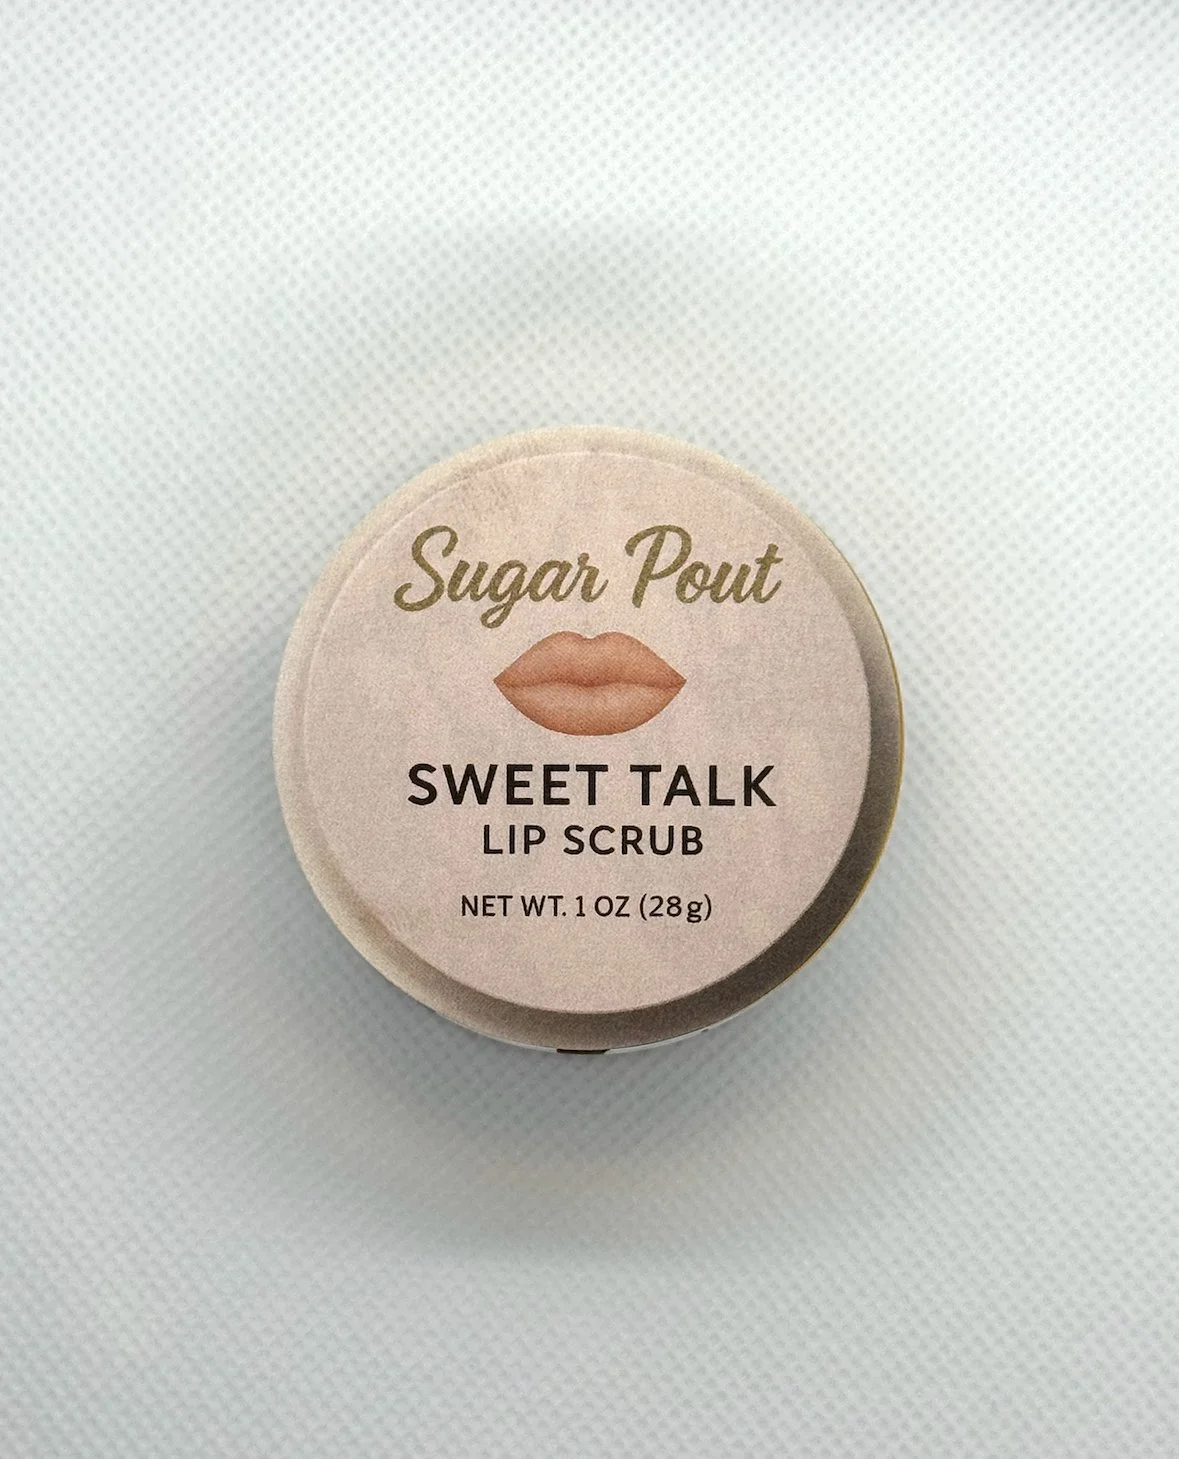 Sugar Pout
SWEET TALK
LIP SCRUB
NET WT. 1 OZ (28g)